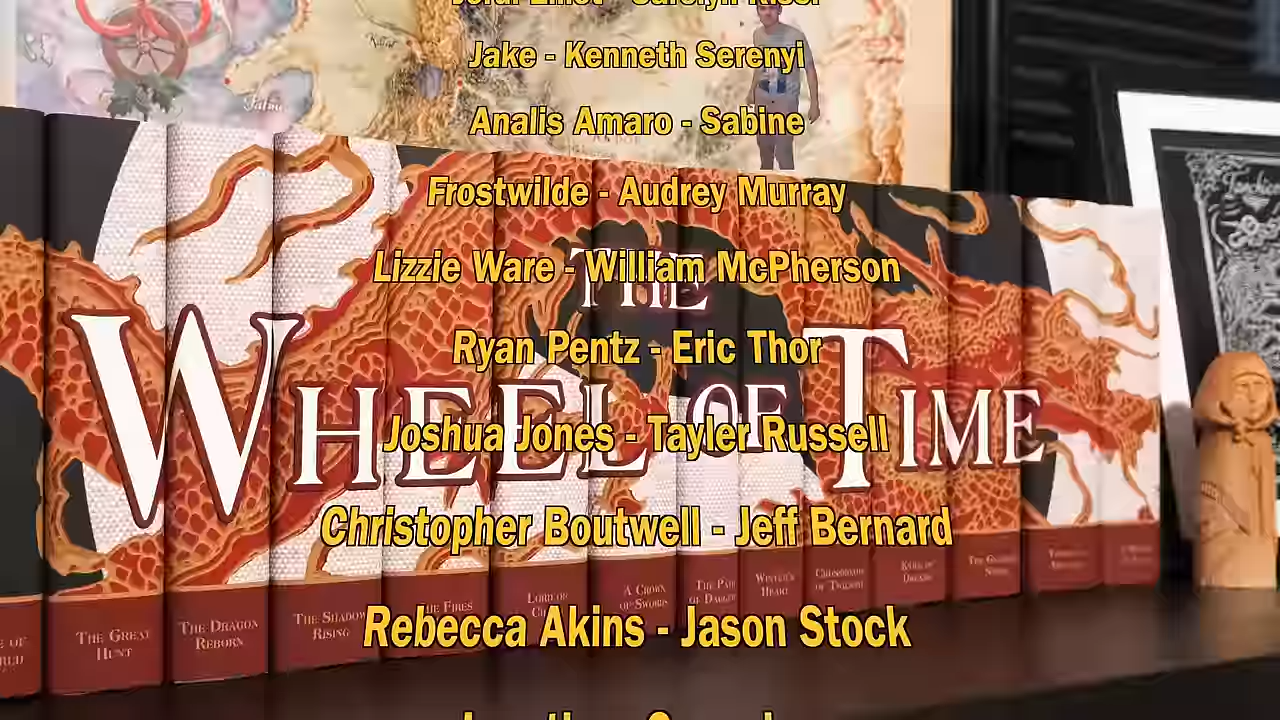 Jake - Kenneth Serenyi
Analis Amaro - Sabine
Frostwilde - Audrey Murray
Lizzie Ware - William McPherson
Ryan Pentz - Eric Thor
Joshua Jones - Tayler Russell
Christopher Boutwell - Jeff Bernard
Rebecca Akins - Jason Stock
THE
WHEEL OF TIME
THE GREAT
HUNT
THE DRAGON
REBORN
THE SHADOW
RISING
THE FIRES
LORD OF
A CROWN
OF SWORDS
THE PATH
OF DAGGERS
WINTER'S
HEART
CROSSROADS
OF TWILIGHT
KNIFE OF
DREAMS
THE GATHERING
STORM